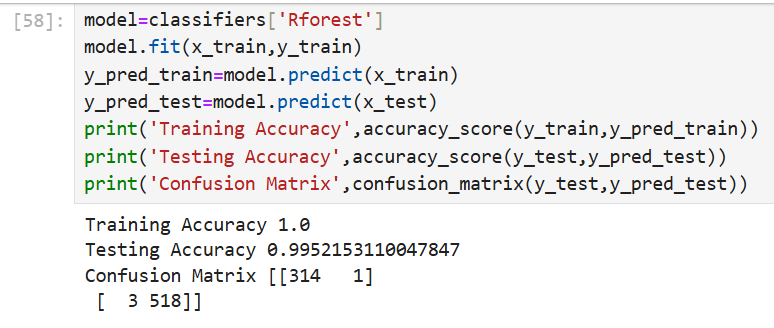 [58]: model=classifiers['Rforest']
model.fit(x_train,y_train)
y_pred_train=model.predict(x_train)
y_pred_test=model.predict(x_test)
print('Training Accuracy',accuracy_score(y_train,y_pred_train))
print('Testing Accuracy',accuracy_score(y_test,y_pred_test))
print('Confusion Matrix',confusion_matrix(y_test,y_pred_test))
Training Accuracy 1.0
Testing Accuracy 0.9952153110047847
Confusion Matrix [[314   1]
 [  3 518]]